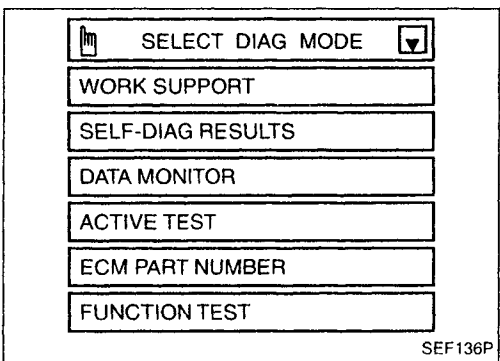 SELECT DIAG MODE
WORK SUPPORT
SELF-DIAG RESULTS
DATA MONITOR
ACTIVE TEST
ECM PART NUMBER
FUNCTION TEST
SEF136P